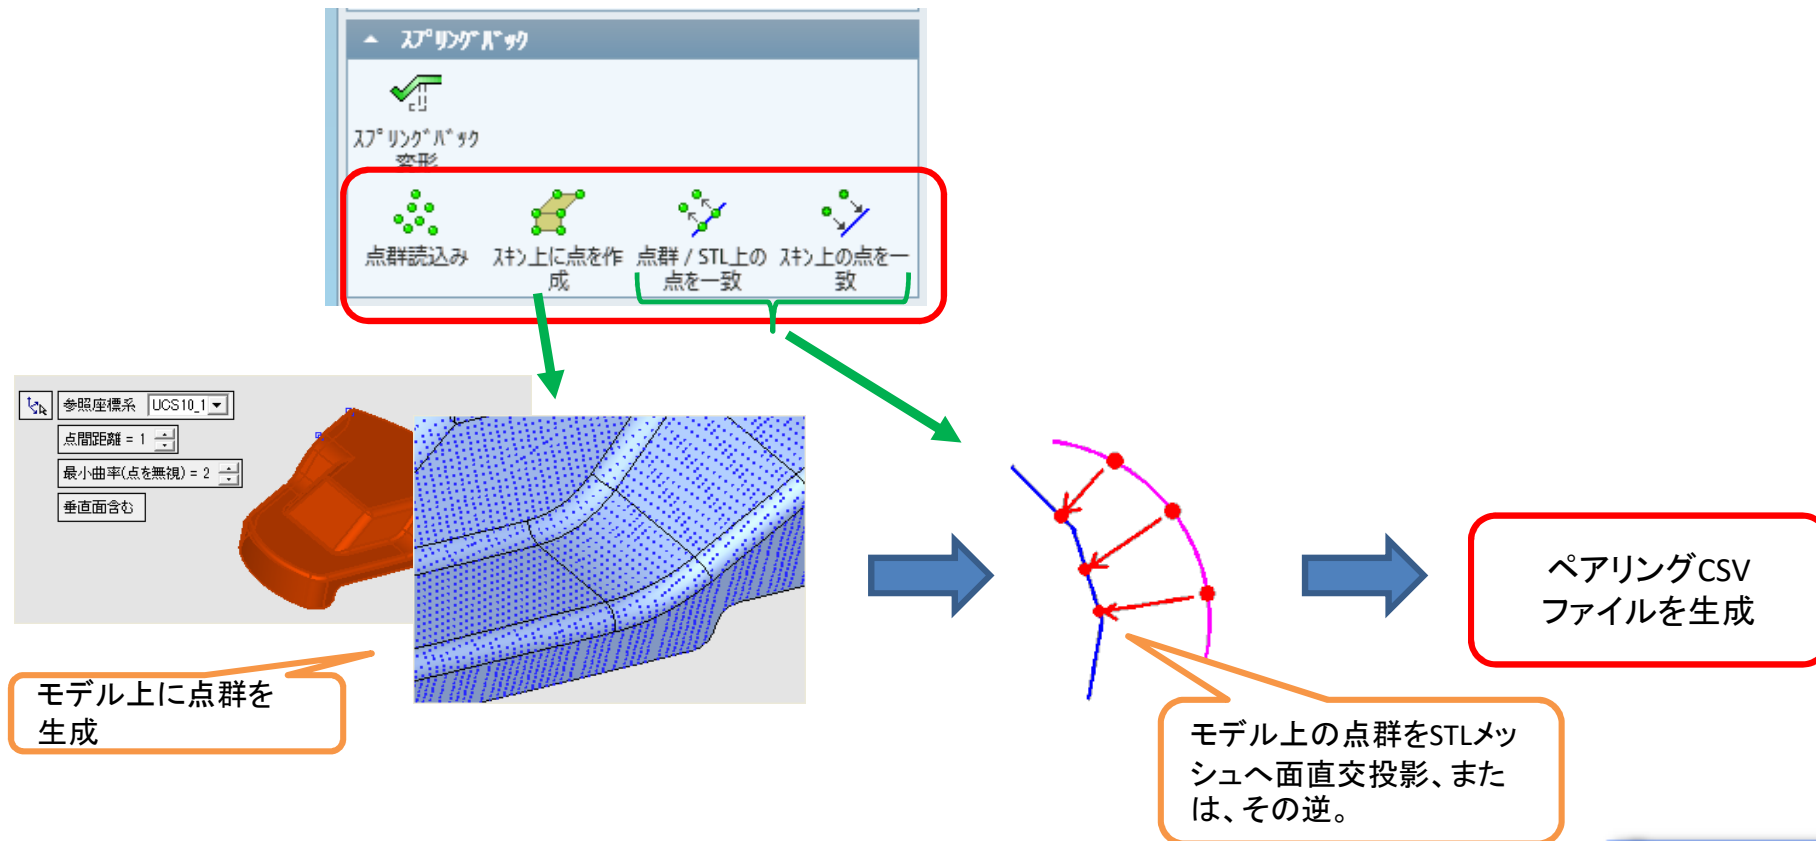 スプリングバック
スプリングバック
変形
点群読込み
スキン上に点を作
成
点群 / STL上の
点を一致
スキン上の点を一
致
参照座標系 UCS10_1
点間距離 = 1
最小曲率(点を無視) = 2
垂直面含む
モデル上に点群を
生成
ペアリングCSV
ファイルを生成
モデル上の点群をSTLメッ
シュへ面直交投影、また
は、その逆。